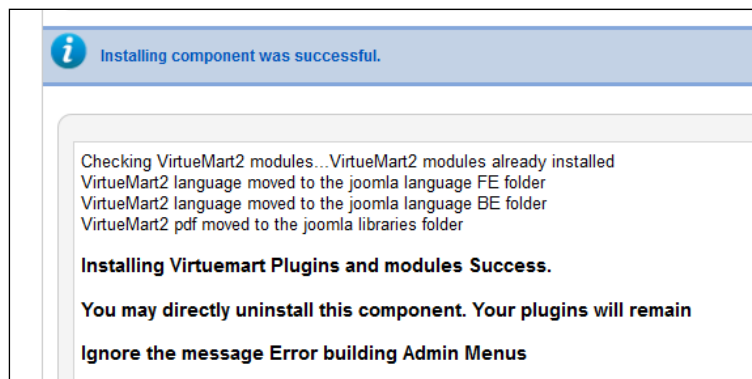 Installing component was successful.
Checking VirtueMart2 modules...VirtueMart2 modules already installed
VirtueMart2 language moved to the joomla language FE folder
VirtueMart2 language moved to the joomla language BE folder
VirtueMart2 pdf moved to the joomla libraries folder
Installing Virtuemart Plugins and modules Success.
You may directly uninstall this component. Your plugins will remain
Ignore the message Error building Admin Menus